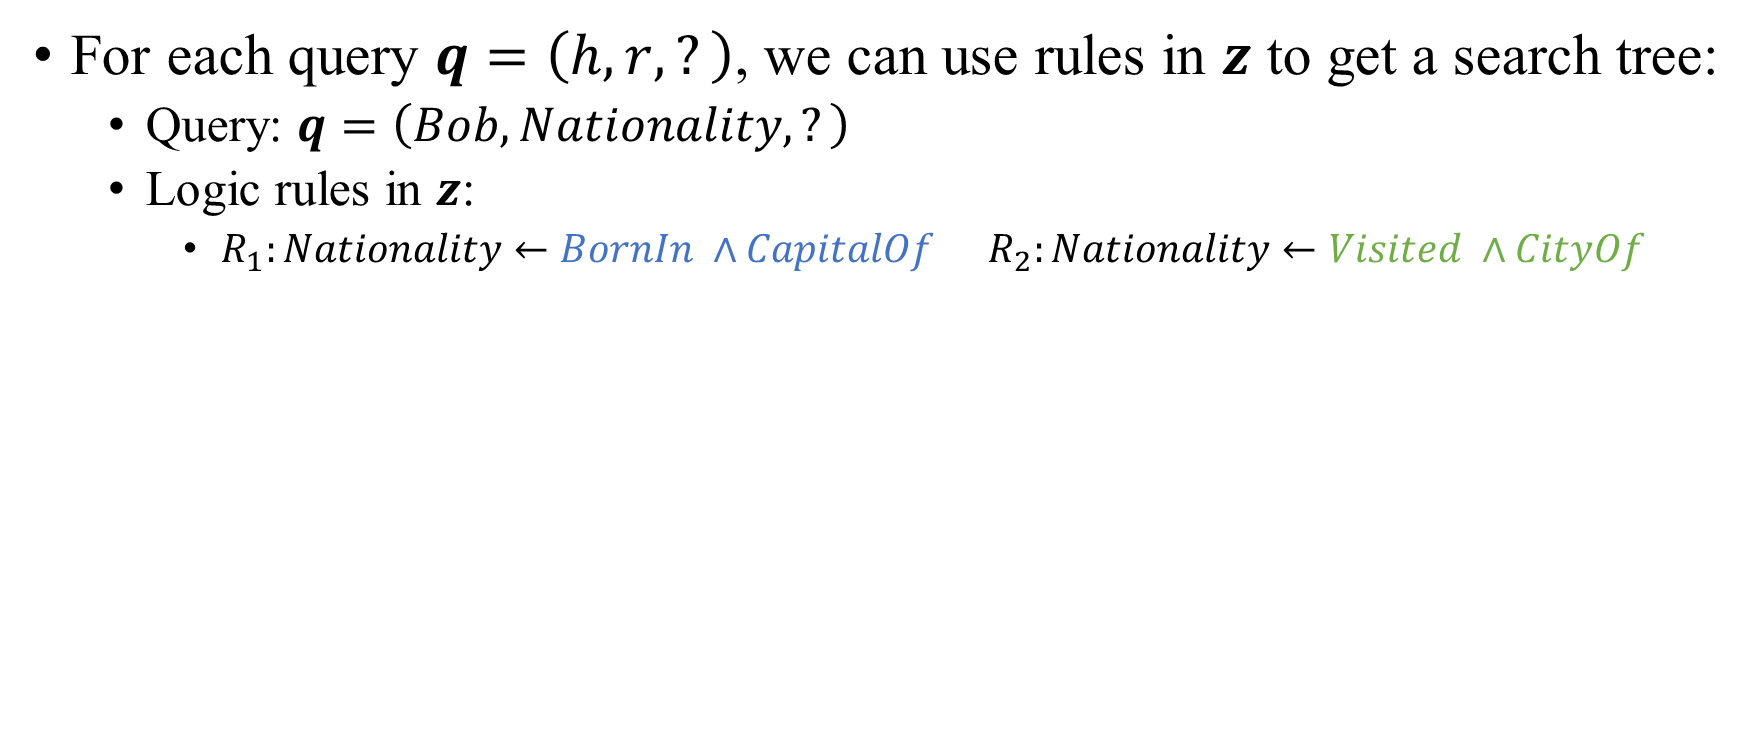 • For each query q = (h, r, ? ), we can use rules in z to get a search tree:
• Query: q = (Bob, Nationality, ? )
• Logic rules in z:
• R₁: Nationality ← BornIn ∧ CapitalOf R₂: Nationality ← Visited ∧ CityOf